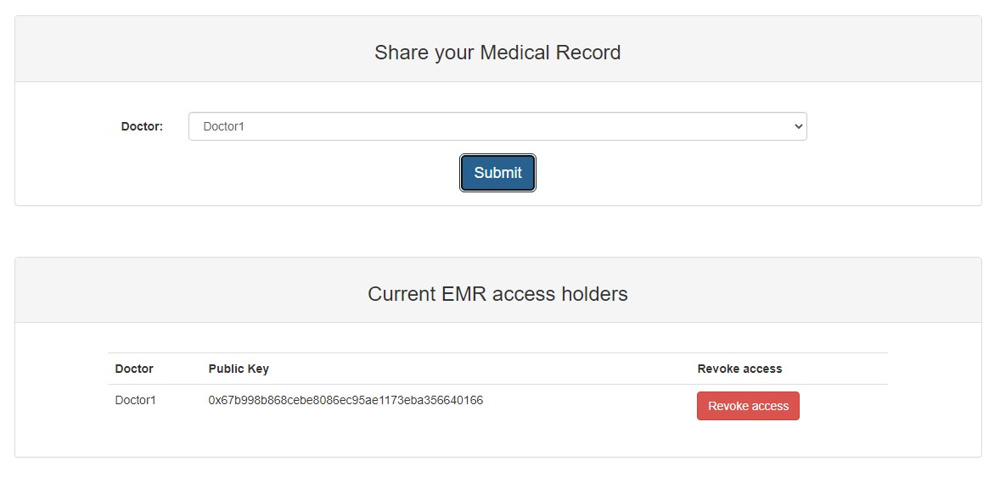 Share your Medical Record
Doctor: Doctor1
Submit
Current EMR access holders
Doctor Public Key Revoke access
Doctor1 0x67b998b868cebe8086ec95ae1173eba356640166 Revoke access